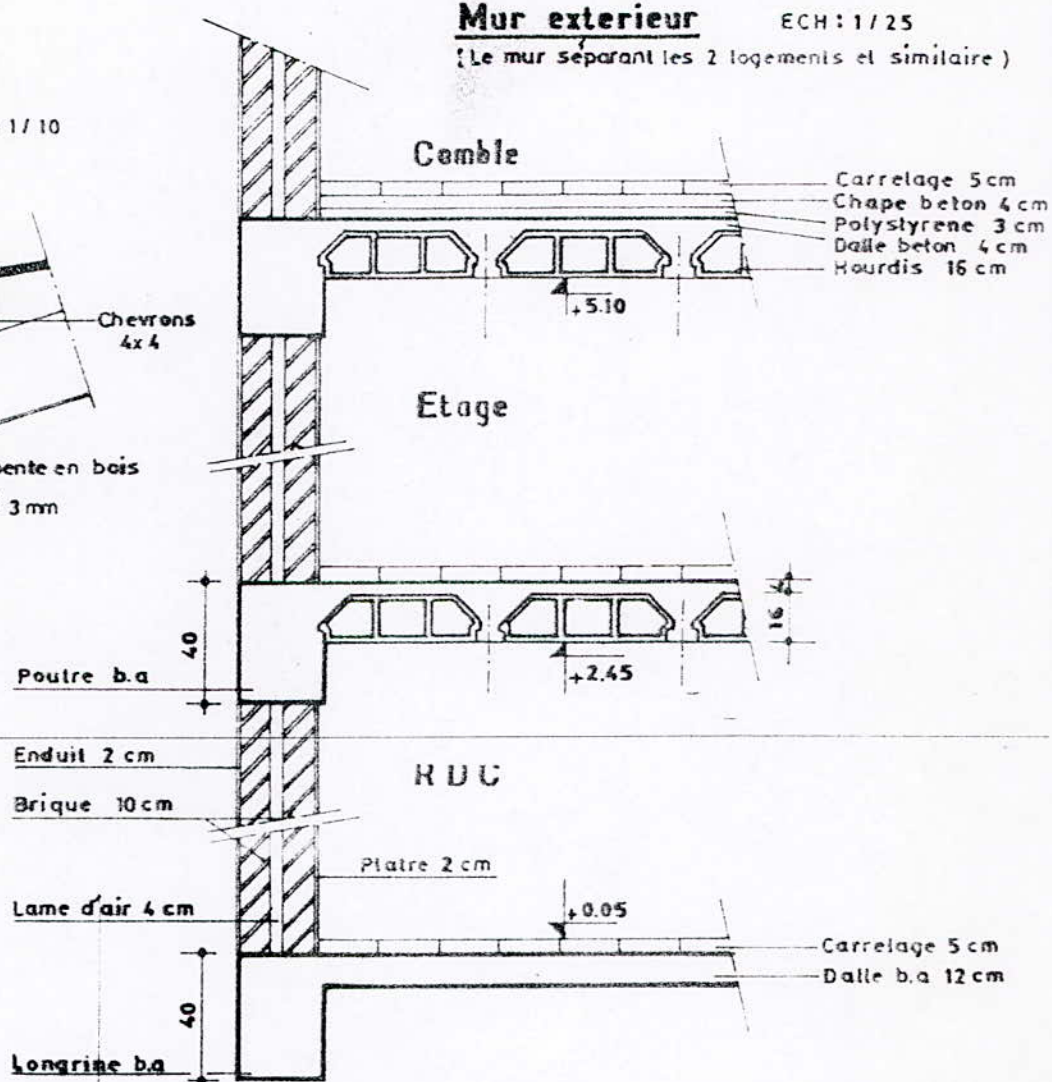 Mur exterieur
ECH : 1/25
(Le mur séparant les 2 logements et similaire)
1/10
Comble
Carrelage 5 cm
Chape beton 4 cm
Polystyrene 3 cm
Dalle beton 4 cm
Hourdis 16 cm
+5.10
Chevrons
4x4
Etage
ente en bois
3 mm
40
4
16
Poutre b.a
+2.45
Enduit 2 cm
RDC
Brique 10 cm
Platre 2 cm
Lame d'air 4 cm
+0.05
Carrelage 5 cm
Dalle b.a 12 cm
40
Longrine b.a